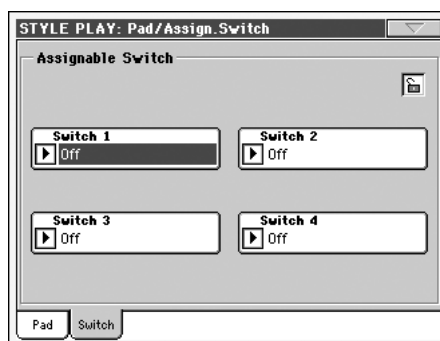 STYLE PLAY: Pad/Assign.Switch
Assignable Switch
Switch 1
Off
Switch 2
Off
Switch 3
Off
Switch 4
Off
Pad
Switch